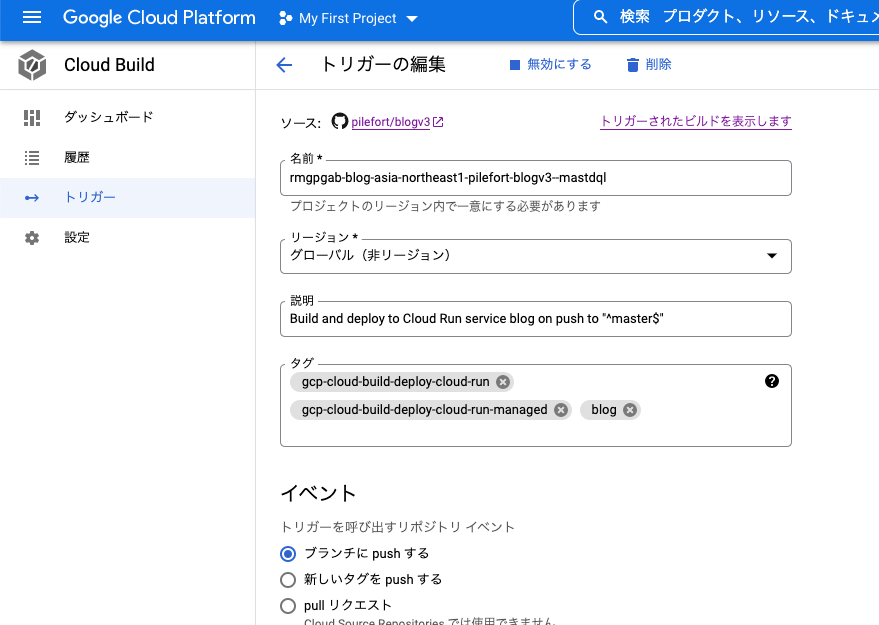 Google Cloud Platform My First Project 検索 プロダクト、リソース、ドキュメ
Cloud Build トリガーの編集 無効にする 削除
ダッシュボード
履歴
トリガー
設定
ソース: pilefort/blogv3 トリガーされたビルドを表示します
名前 *
rmgpgab-blog-asia-northeast1-pilefort-blogv3--mastdql
プロジェクトのリージョン内で一意にする必要があります
リージョン *
グローバル（非リージョン）
説明
Build and deploy to Cloud Run service blog on push to "^master$"
タグ
gcp-cloud-build-deploy-cloud-run
gcp-cloud-build-deploy-cloud-run-managed blog
イベント
トリガーを呼び出すリポジトリ イベント
ブランチに push する
新しいタグを push する
pull リクエスト
Cloud Source Repositories では使用できません